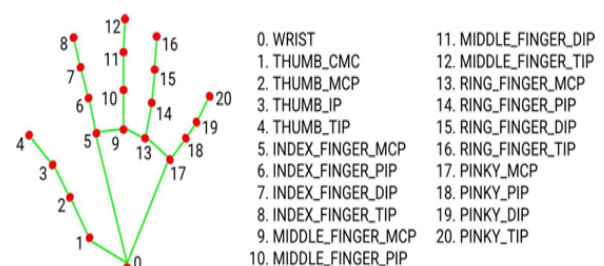 12
8
16
11
7
15
20
6
10
14
19
4
5
9
13
18
3
17
2
1
0
0. WRIST
1. THUMB_CMC
2. THUMB_MCP
3. THUMB_IP
4. THUMB_TIP
5. INDEX_FINGER_MCP
6. INDEX_FINGER_PIP
7. INDEX_FINGER_DIP
8. INDEX_FINGER_TIP
9. MIDDLE_FINGER_MCP
10. MIDDLE_FINGER_PIP
11. MIDDLE_FINGER_DIP
12. MIDDLE_FINGER_TIP
13. RING_FINGER_MCP
14. RING_FINGER_PIP
15. RING_FINGER_DIP
16. RING_FINGER_TIP
17. PINKY_MCP
18. PINKY_PIP
19. PINKY_DIP
20. PINKY_TIP